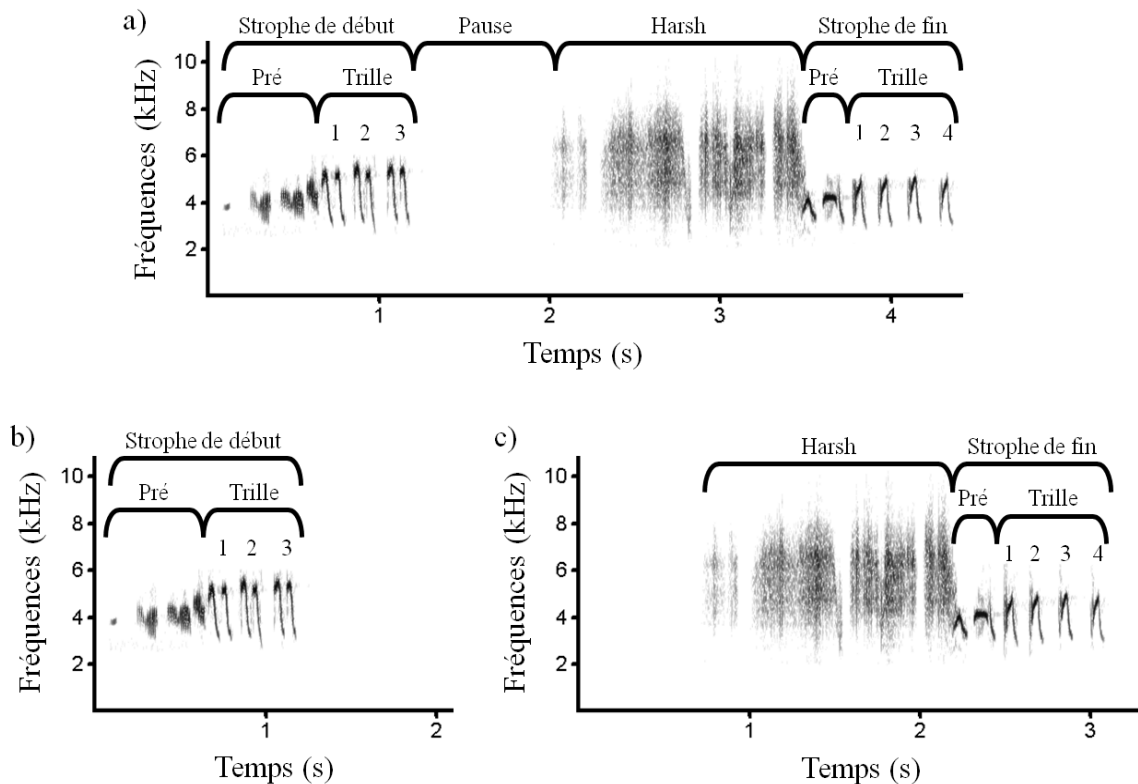 a)
Strophe de début Pause Harsh Strophe de fin
Pré Trille Pré Trille
1 2 3 1 2 3 4
Fréquences (kHz)
10
8
6
4
2
1 2 3 4
Temps (s)
b)
Strophe de début
Pré Trille
1 2 3
Fréquences (kHz)
10
8
6
4
2
1 2
Temps (s)
c)
Harsh Strophe de fin
Pré Trille
1 2 3 4
Fréquences (kHz)
10
8
6
4
2
1 2 3
Temps (s)